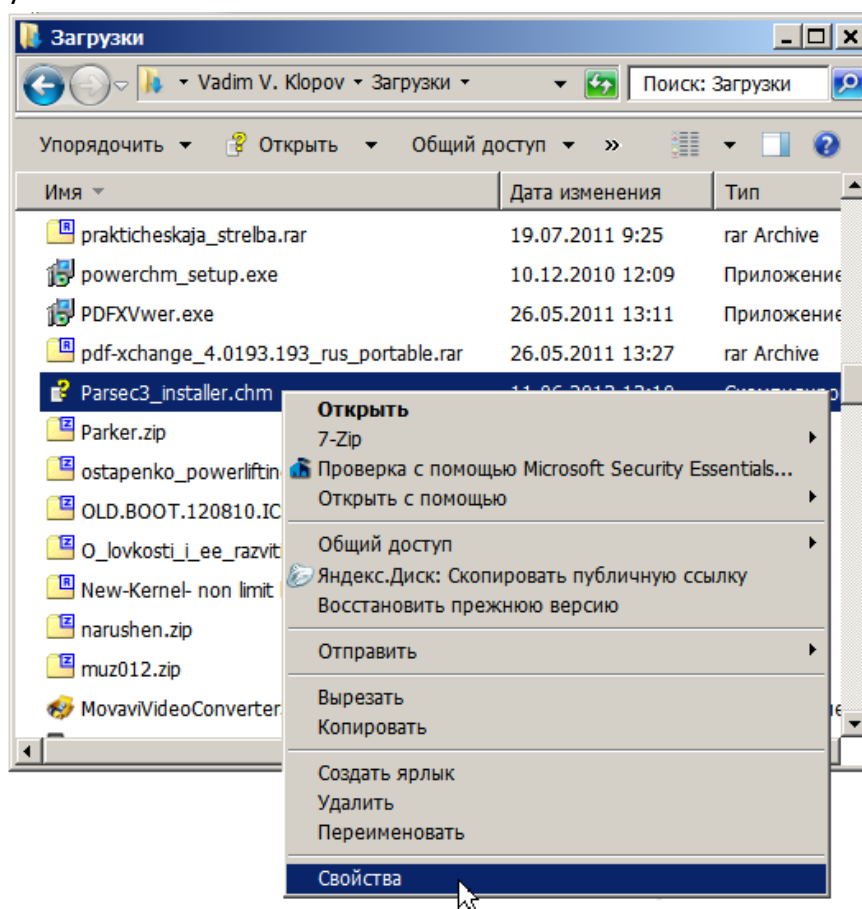 Загрузки
Vadim V. Klopov Загрузки
Поиск: Загрузки
Упорядочить Открыть Общий доступ »
Имя Дата изменения Тип
prakticheskaja_strelba.rar 19.07.2011 9:25 rar Archive
powerchm_setup.exe 10.12.2010 12:09 Приложение
PDFXVwer.exe 26.05.2011 13:11 Приложение
pdf-xchange_4.0193.193_rus_portable.rar 26.05.2011 13:27 rar Archive
Parsec3_installer.chm
Parker.zip
ostapenko_powerliftin
OLD.BOOT.120810.IC
O_lovkosti_i_ee_razviti
New-Kernel- non limit
narushen.zip
muz012.zip
MovaviVideoConverter
Открыть
7-Zip
Проверка с помощью Microsoft Security Essentials...
Открыть с помощью
Общий доступ
Яндекс.Диск: Скопировать публичную ссылку
Восстановить прежнюю версию
Отправить
Вырезать
Копировать
Создать ярлык
Удалить
Переименовать
Свойства